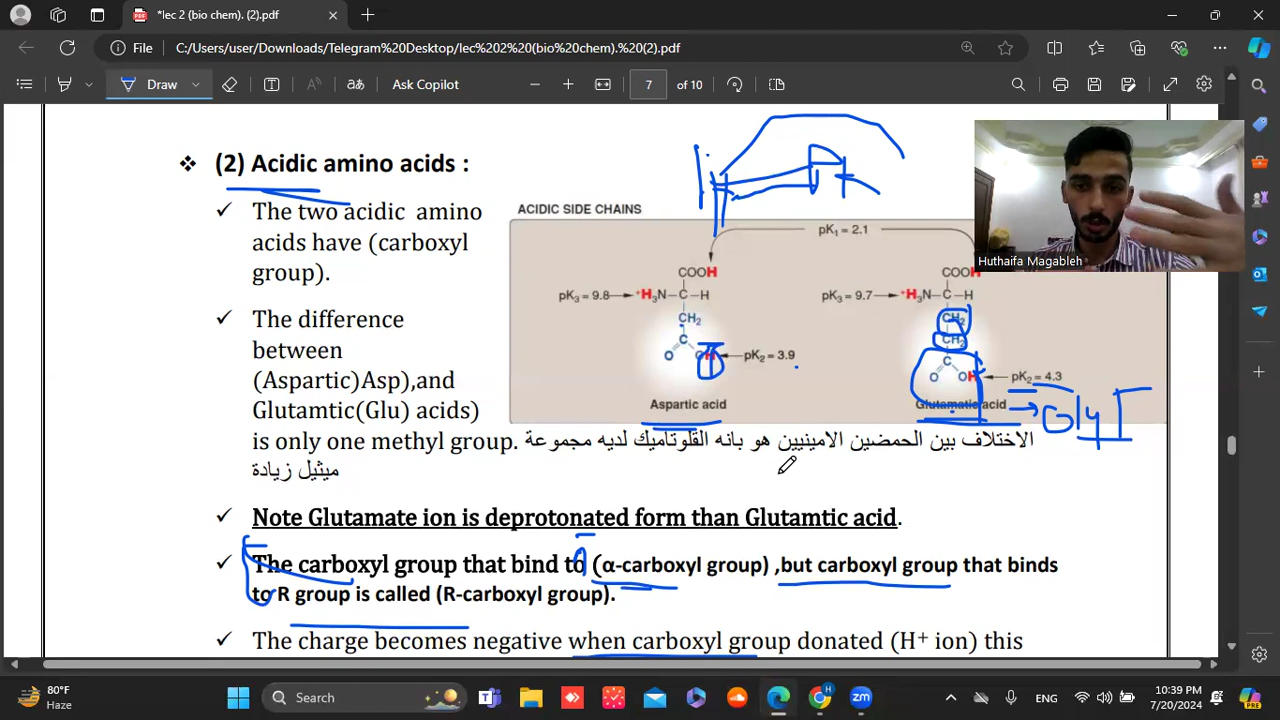 *lec 2 (bio chem). (2).pdf
File C:/Users/user/Downloads/Telegram%20Desktop/lec%202%20(bio%20chem).%20(2).pdf
Draw Ask Copilot 7 of 10
(2) Acidic amino acids :
The two acidic amino
acids have (carboxyl
group).
The difference
between
(Aspartic)Asp),and
Glutamtic(Glu) acids)
is only one methyl group. الاختلاف بين الحمضين الامينيين هو بانه القلوتاميك لديه مجموعة
ميثيل زيادة
ACIDIC SIDE CHAINS
pK1 = 2.1
COOH
pK3 = 9.8 +H3N–C–H
CH2
C
O OH pK2 = 3.9
Aspartic acid
COOH
pK3 = 9.7 +H3N–C–H
CH2
CH2
C
O OH pK2 = 4.3
Glutamatic acid
Gly
Huthaifa Magableh
Note Glutamate ion is deprotonated form than Glutamtic acid.
The carboxyl group that bind to (α-carboxyl group) ,but carboxyl group that binds
to R group is called (R-carboxyl group).
The charge becomes negative when carboxyl group donated (H+ ion) this
80°F
Haze
Search
ENG
10:39 PM
7/20/2024